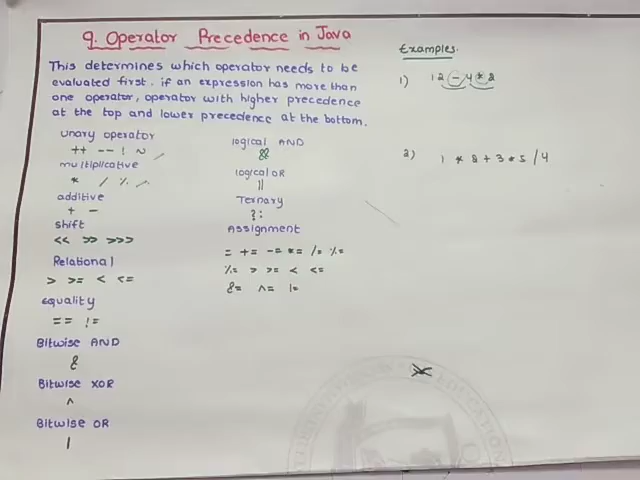 9. Operator Precedence in Java
This determines which operator needs to be
evaluated first. if an expression has more than
one operator, operator with higher precedence
at the top and lower precedence at the bottom.
unary operator
++ -- ! ~
multiplicative
* / %
additive
+ -
shift
<< >> >>>
Relational
> >= < <=
Equality
== !=
Bitwise AND
&
Bitwise XOR
^
Bitwise OR
|
logical AND
&&
logical OR
||
Ternary
?:
Assignment
= += -= *= /= %=
%= > >= < <=
&= ^= !=
Examples.
1) 12 - 4 * 2
2) 1 * 8 + 3 * 5 / 4